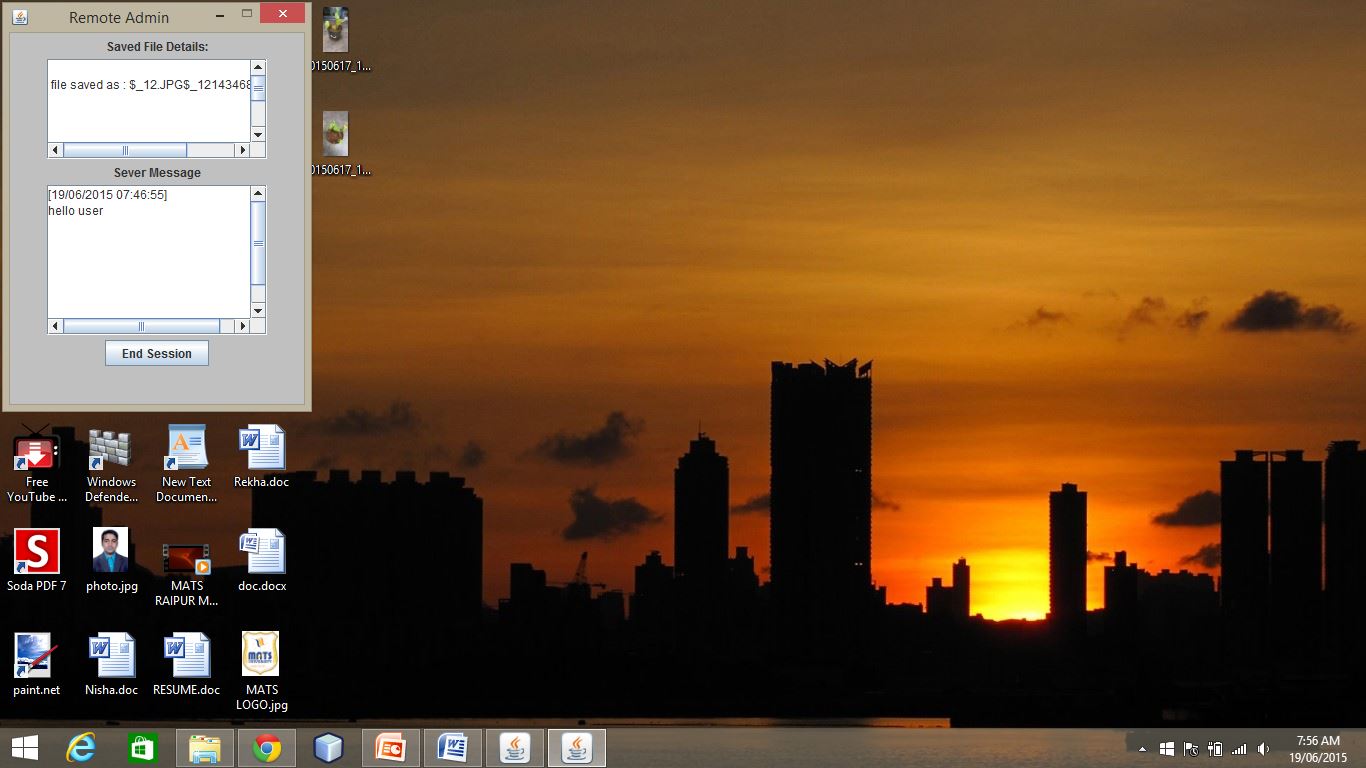 Remote Admin
Saved File Details:
file saved as : $_12.JPG$_12143468
Sever Message
[19/06/2015 07:46:55]
hello user
End Session
0150617_1...
0150617_1...
Free
YouTube ...
Windows
Defende...
New Text
Documen...
Rekha.doc
Soda PDF 7
photo.jpg
MATS
RAIPUR M...
doc.docx
paint.net
Nisha.doc
RESUME.doc
MATS
MATS
LOGO.jpg
7:56 AM
19/06/2015